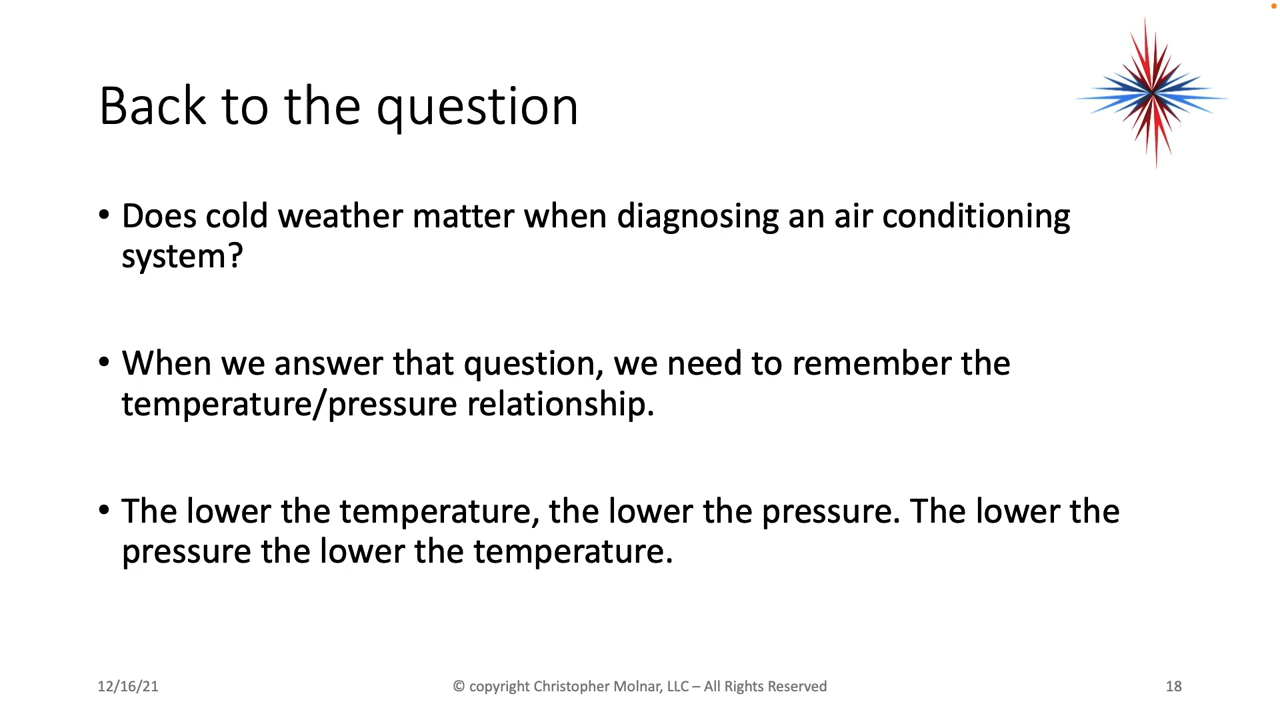 Back to the question
• Does cold weather matter when diagnosing an air conditioning
system?
• When we answer that question, we need to remember the
temperature/pressure relationship.
• The lower the temperature, the lower the pressure. The lower the
pressure the lower the temperature.
12/16/21
© copyright Christopher Molnar, LLC – All Rights Reserved
18